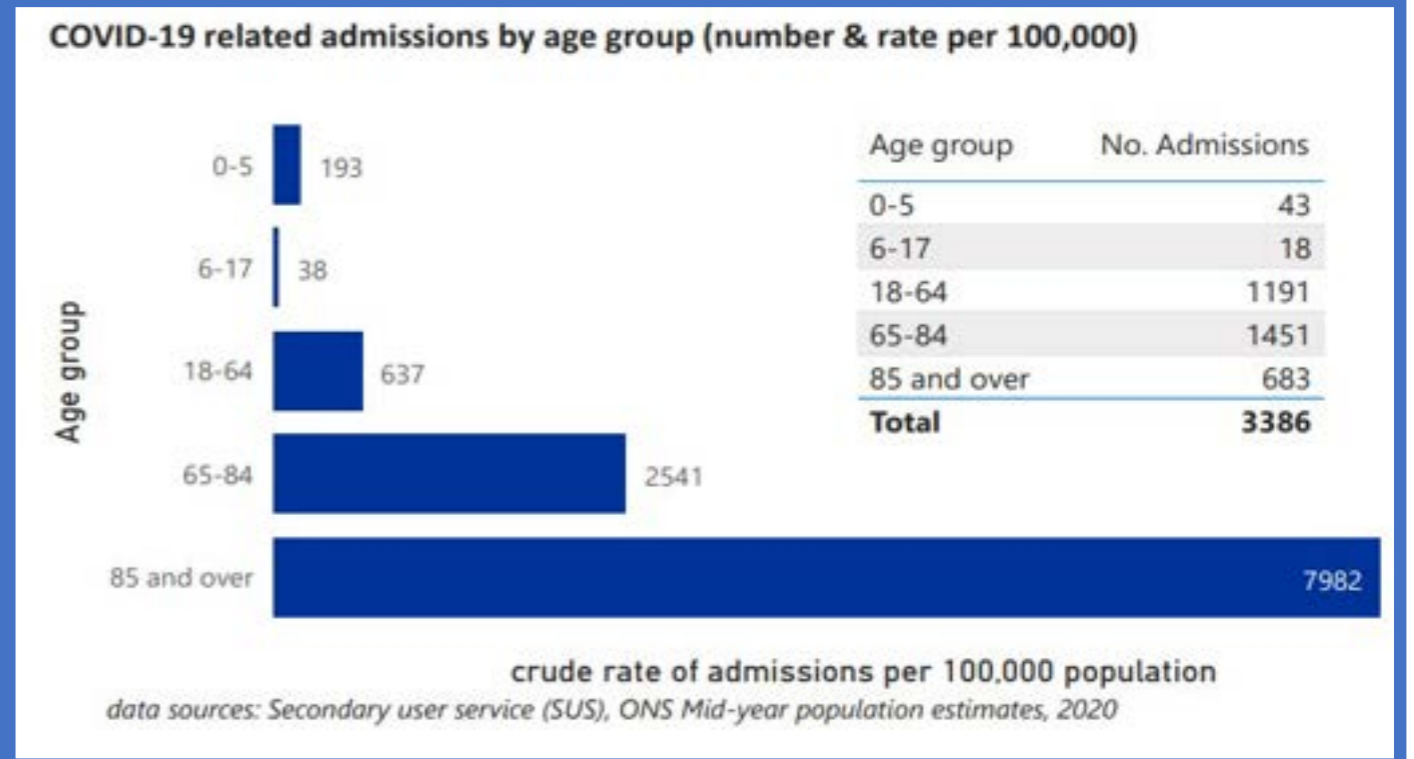 COVID-19 related admissions by age group (number & rate per 100,000)
Age group
0-5 193
6-17 38
18-64 637
65-84 2541
85 and over 7982
crude rate of admissions per 100,000 population
Age group No. Admissions
0-5 43
6-17 18
18-64 1191
65-84 1451
85 and over 683
Total 3386
data sources: Secondary user service (SUS), ONS Mid-year population estimates, 2020